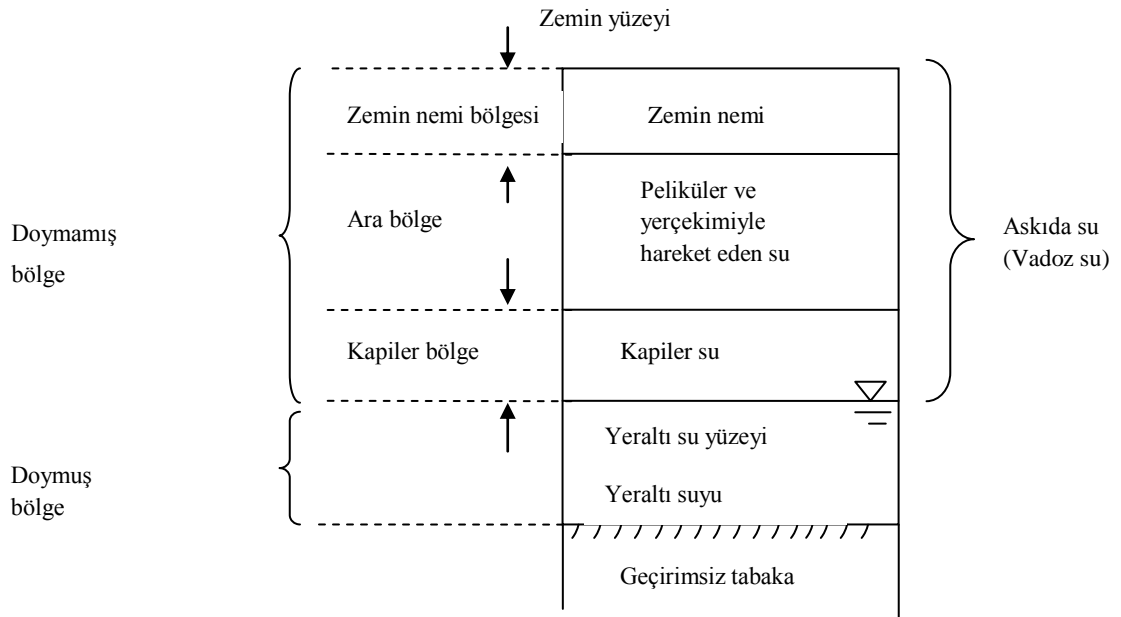 Zemin yüzeyi
Zemin nemi bölgesi
Zemin nemi
Ara bölge
Peliküler ve
yerçekimiyle
hareket eden su
Doymamış
bölge
Askıda su
(Vadoz su)
Kapiler bölge
Kapiler su
Yeraltı su yüzeyi
Doymuş
bölge
Yeraltı suyu
Geçirimsiz tabaka